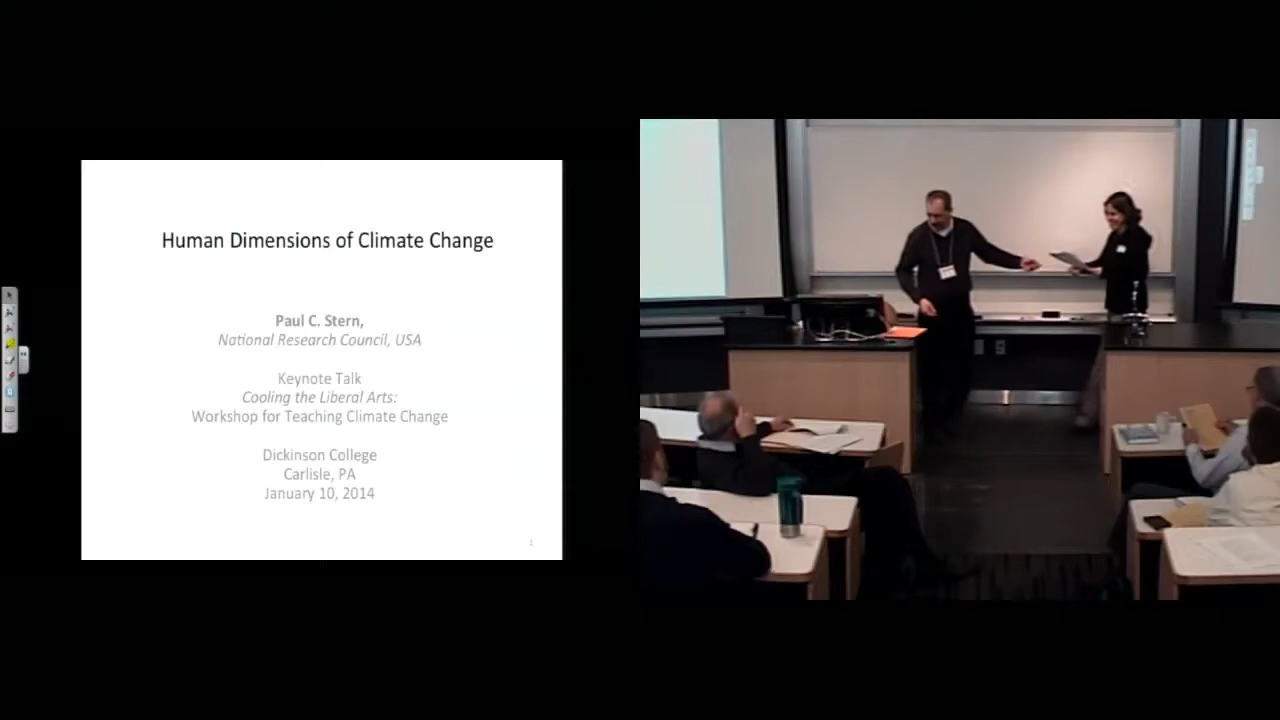 Human Dimensions of Climate Change
Paul C. Stern,
National Research Council, USA
Keynote Talk
Cooling the Liberal Arts:
Workshop for Teaching Climate Change
Dickinson College
Carlisle, PA
January 10, 2014
1